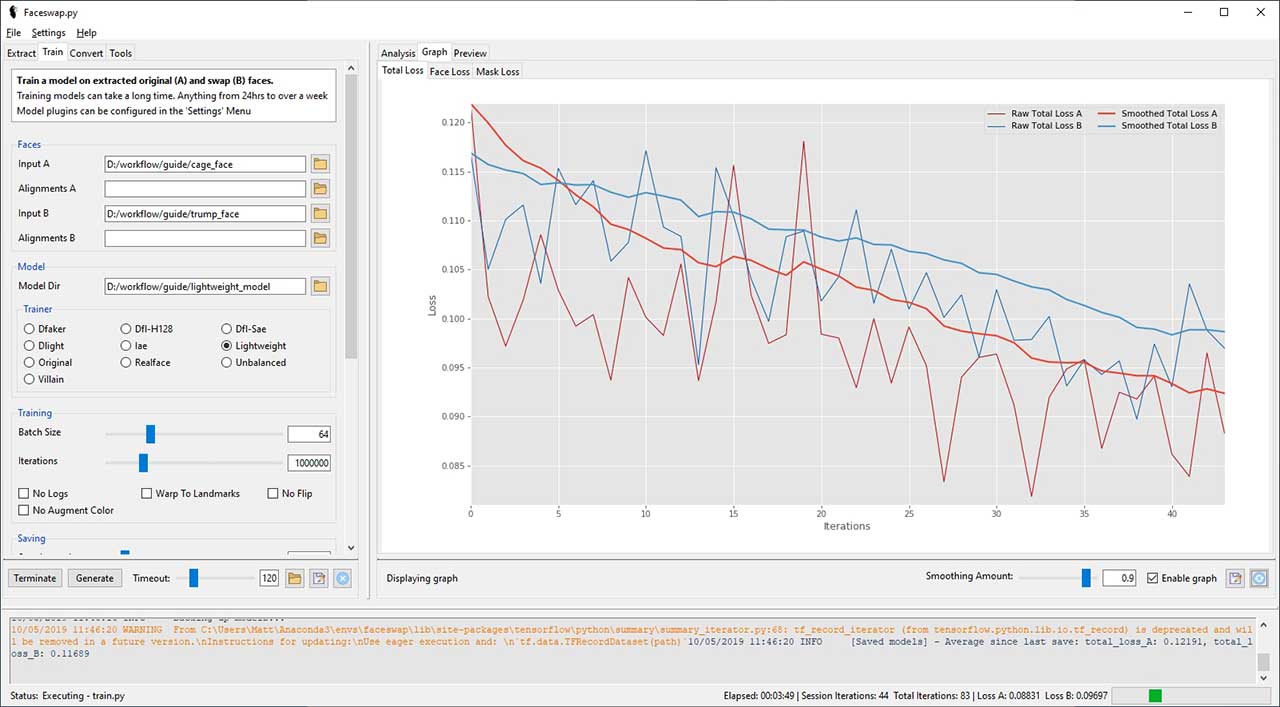 Faceswap.py
File Settings Help
Extract Train Convert Tools
Train a model on extracted original (A) and swap (B) faces.
Training models can take a long time. Anything from 24hrs to over a week
Model plugins can be configured in the 'Settings' Menu
Faces
Input A D:/workflow/guide/cage_face
Alignments A
Input B D:/workflow/guide/trump_face
Alignments B
Model
Model Dir D:/workflow/guide/lightweight_model
Trainer
Dfaker Dfl-H128 Dfl-Sae
Dlight Iae Lightweight
Original Realface Unbalanced
Villain
Training
Batch Size 64
Iterations 1000000
No Logs Warp To Landmarks No Flip
No Augment Color
Saving
Terminate Generate Timeout: 120
Analysis Graph Preview
Total Loss Face Loss Mask Loss
Raw Total Loss A Smoothed Total Loss A
Raw Total Loss B Smoothed Total Loss B
0.120
0.115
0.110
0.105
0.100
0.095
0.090
0.085
Loss
0 5 10 15 20 25 30 35 40
Iterations
Displaying graph Smoothing Amount: 0.9 Enable graph
10/05/2019 11:46:20 WARNING From C:\Users\Matt\Anaconda3\envs\faceswap\lib\site-packages\tensorflow\python\summary\summary_iterator.py:68: tf_record_iterator (from tensorflow.python.lib.io.tf_record) is deprecated and wil
l be removed in a future version.\nInstructions for updating:\nUse eager execution and: \n`tf.data.TFRecordDataset(path)`10/05/2019 11:46:20 INFO [Saved models] - Average since last save: total_loss_A: 0.12191, total_l
oss_B: 0.11689
Status: Executing - train.py Elapsed: 00:03:49 | Session Iterations: 44 Total Iterations: 83 | Loss A: 0.08831 Loss B: 0.09697